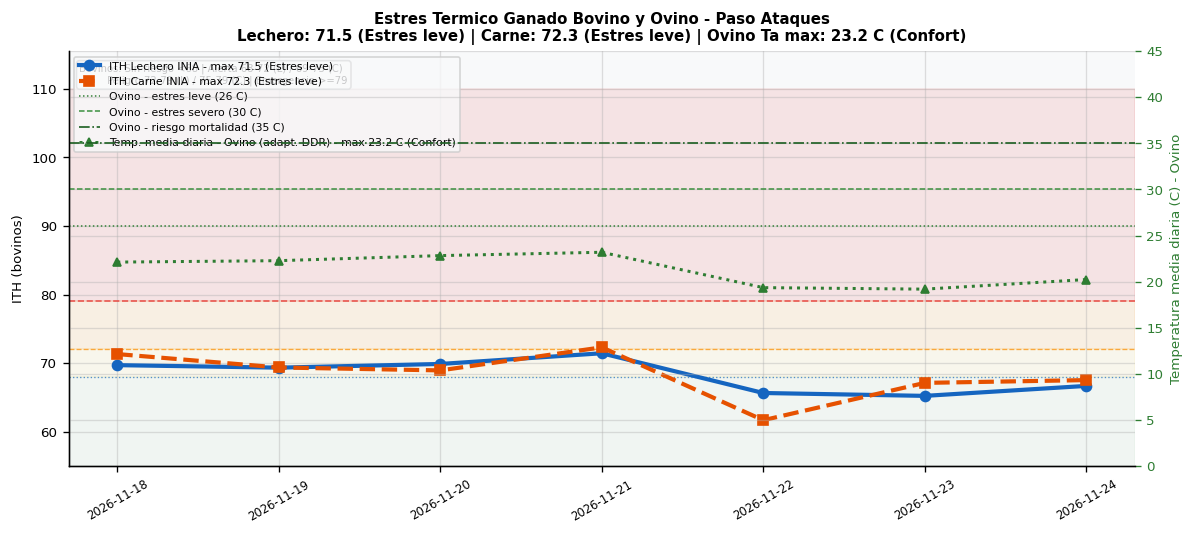 Estres Termico Ganado Bovino y Ovino - Paso Ataques
Lechero: 71.5 (Estres leve) | Carne: 72.3 (Estres leve) | Ovino Ta max: 23.2 C (Confort)
ITH Lechero INIA - max 71.5 (Estres leve)
ITH Carne INIA - max 72.3 (Estres leve)
Ovino - estres leve (26 C)
Ovino - estres severo (30 C)
Ovino - riesgo mortalidad (35 C)
Temp. media diaria - Ovino (adapt. DDR) - max 23.2 C (Confort)
ITH (bovinos)
110
100
90
80
70
60
45
40
35
30
25
20
15
10
5
0
Temperatura media diaria (C) - Ovino
2026-11-18
2026-11-19
2026-11-20
2026-11-21
2026-11-22
2026-11-23
2026-11-24